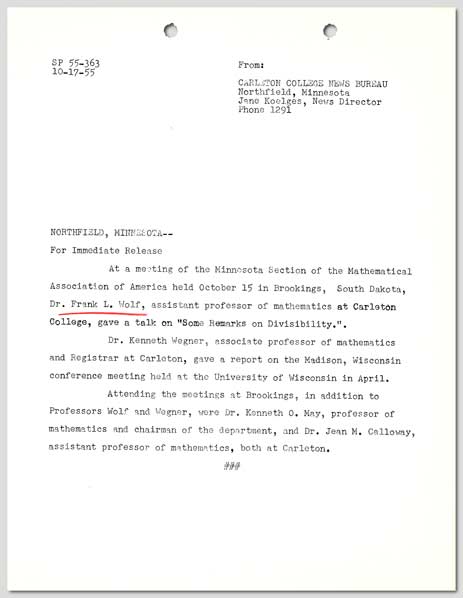 SP 55-363
10-17-55
From:
CARLETON COLLEGE NEWS BUREAU
Northfield, Minnesota
Jane Koelges, News Director
Phone 1291
NORTHFIELD, MINNESOTA--
For Immediate Release
At a meeting of the Minnesota Section of the Mathematical
Association of America held October 15 in Brookings, South Dakota,
Dr. Frank L. Wolf, assistant professor of mathematics at Carleton
College, gave a talk on "Some Remarks on Divisibility.".
Dr. Kenneth Wegner, associate professor of mathematics
and Registrar at Carleton, gave a report on the Madison, Wisconsin
conference meeting held at the University of Wisconsin in April.
Attending the meetings at Brookings, in addition to
Professors Wolf and Wegner, were Dr. Kenneth O. May, professor of
mathematics and chairman of the department, and Dr. Jean M. Calloway,
assistant professor of mathematics, both at Carleton.
###